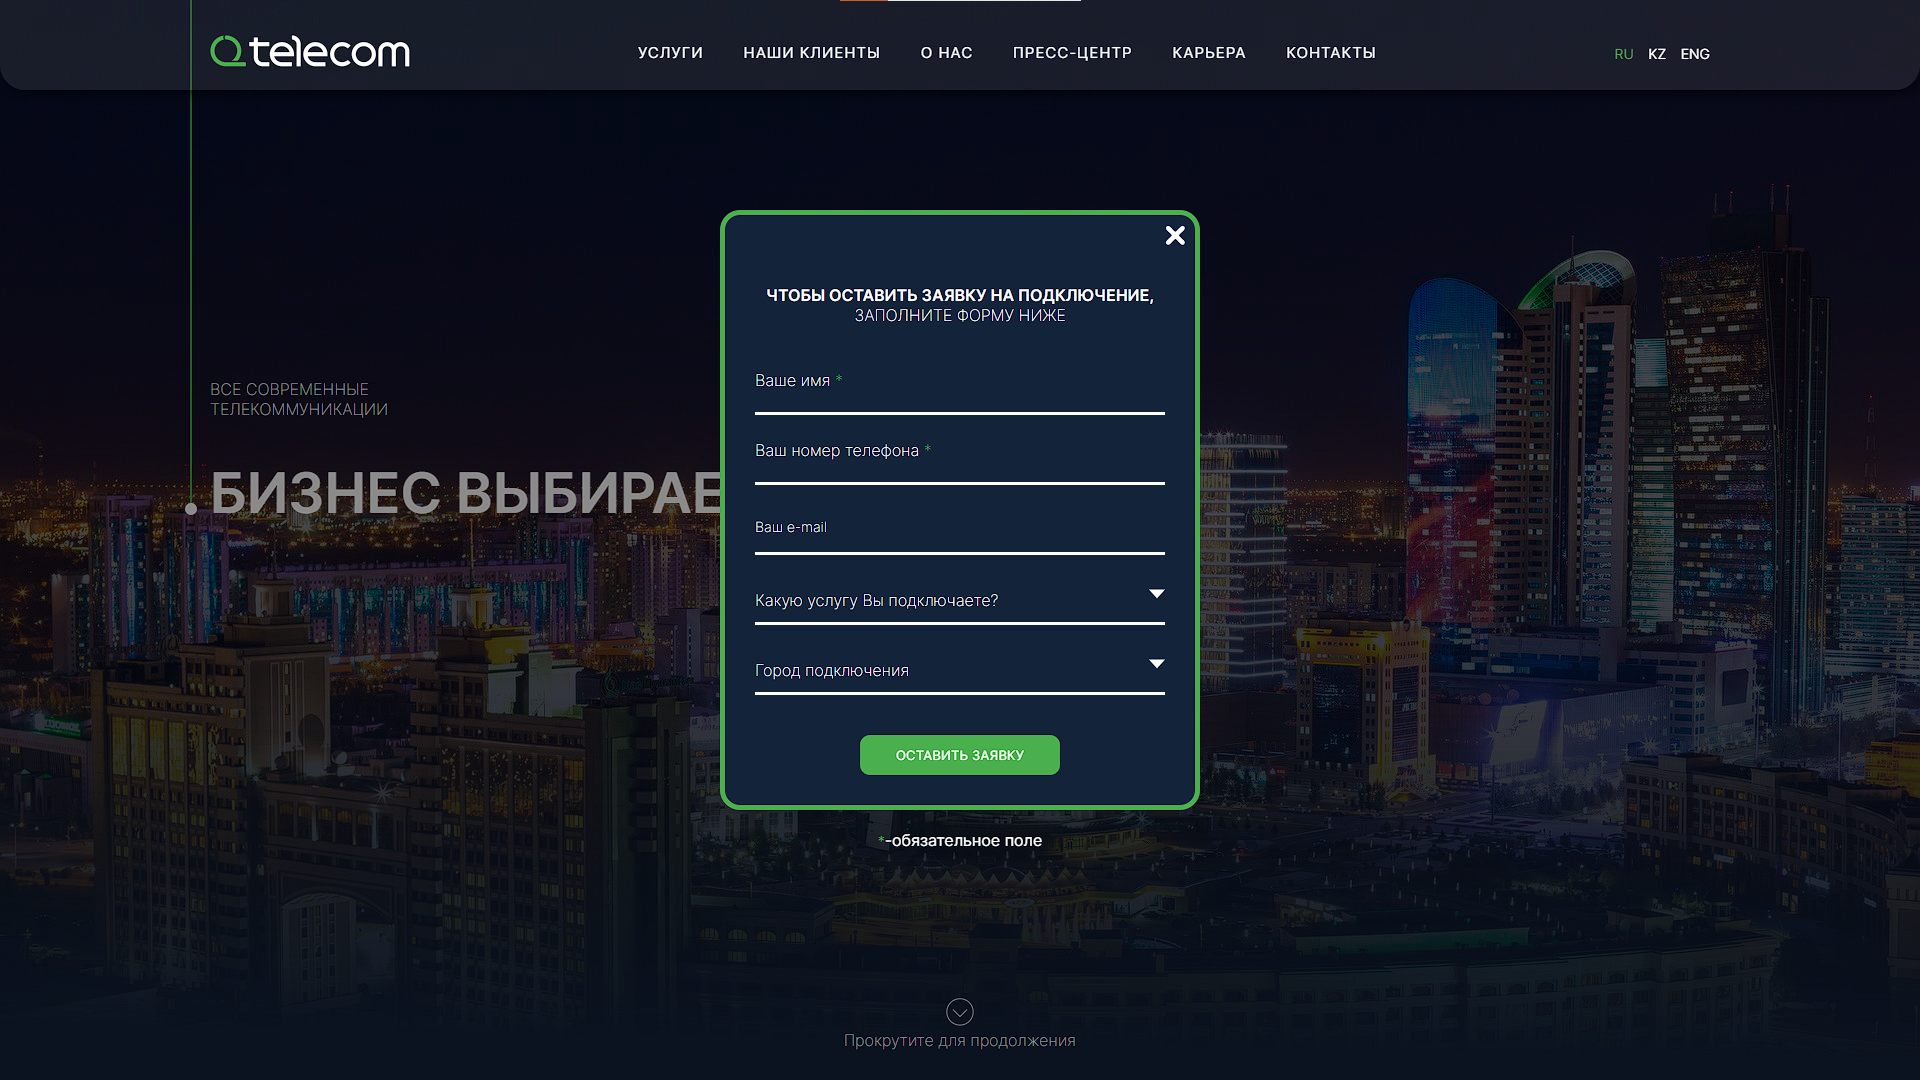 telecom
УСЛУГИ
НАШИ КЛИЕНТЫ
О НАС
ПРЕСС-ЦЕНТР
КАРЬЕРА
КОНТАКТЫ
RU KZ ENG
ВСЕ СОВРЕМЕННЫЕ
ТЕЛЕКОММУНИКАЦИИ
БИЗНЕС ВЫБИРАЕ
ЧТОБЫ ОСТАВИТЬ ЗАЯВКУ НА ПОДКЛЮЧЕНИЕ,
ЗАПОЛНИТЕ ФОРМУ НИЖЕ
Ваше имя *
Ваш номер телефона *
Ваш e-mail
Какую услугу Вы подключаете?
Город подключения
ОСТАВИТЬ ЗАЯВКУ
*-обязательное поле
Прокрутите для продолжения